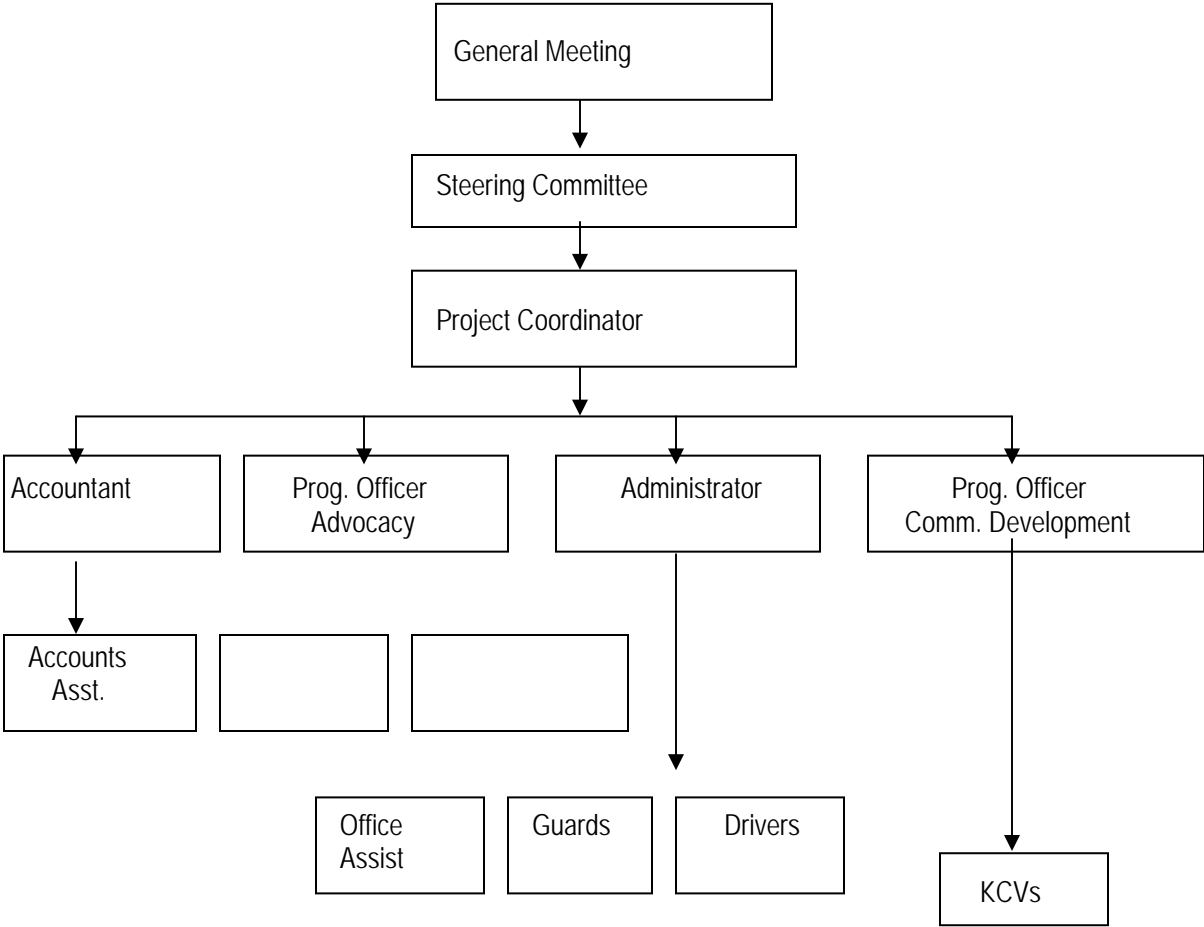 General Meeting
Steering Committee
Project Coordinator
Accountant
Prog. Officer
Advocacy
Administrator
Prog. Officer
Comm. Development
Accounts
Asst.
Office
Assist
Guards
Drivers
KCVs